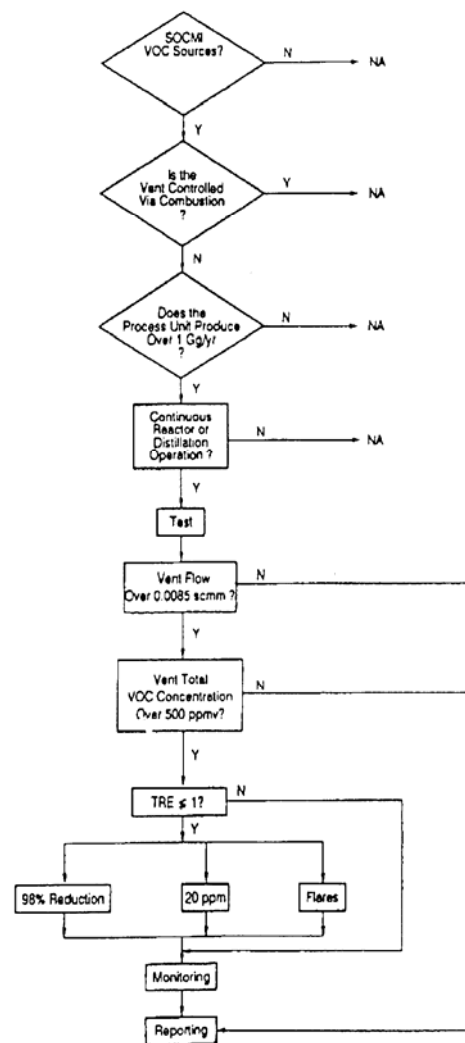 SOCMI
VOC Sources?
N
NA
Y
Is the
Vent Controlled
Via Combustion
?
Y
NA
N
Does the
Process Unit Produce
Over 1 Gg/yr
?
N
NA
Y
Continuous
Reactor or
Distillation
Operation ?
N
NA
Y
Test
Vent Flow
Over 0.0085 scmm ?
N
Y
Vent Total
VOC Concentration
Over 500 ppmv?
N
Y
TRE ≤ 1?
N
Y
98% Reduction
20 ppm
Flares
Monitoring
Reporting